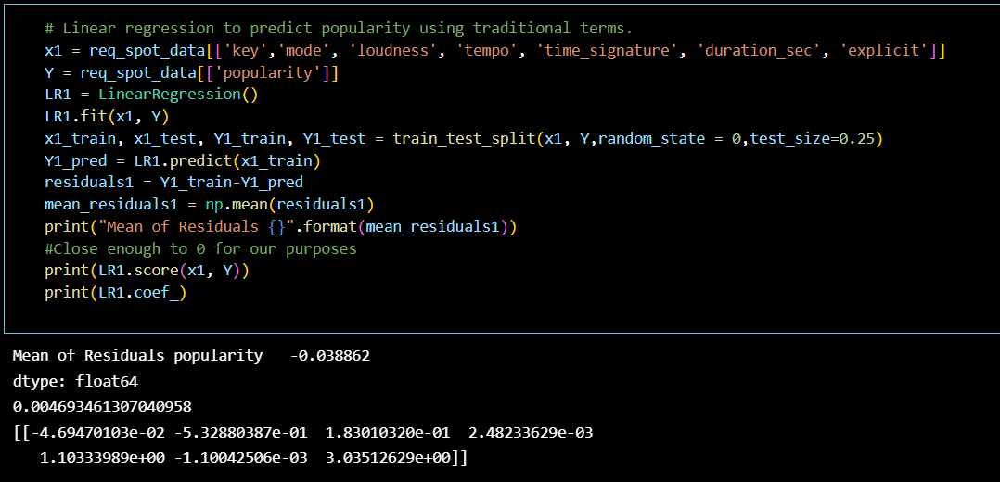 # Linear regression to predict popularity using traditional terms.
x1 = req_spot_data[['key','mode', 'loudness', 'tempo', 'time_signature', 'duration_sec', 'explicit']]
Y = req_spot_data[['popularity']]
LR1 = LinearRegression()
LR1.fit(x1, Y)
x1_train, x1_test, Y1_train, Y1_test = train_test_split(x1, Y,random_state = 0,test_size=0.25)
Y1_pred = LR1.predict(x1_train)
residuals1 = Y1_train-Y1_pred
mean_residuals1 = np.mean(residuals1)
print("Mean of Residuals {}".format(mean_residuals1))
#Close enough to 0 for our purposes
print(LR1.score(x1, Y))
print(LR1.coef_)
Mean of Residuals popularity   -0.038862
dtype: float64
0.004693461307040958
[[-4.69470103e-02 -5.32880387e-01  1.83010320e-01  2.48233629e-03
   1.10333989e+00 -1.10042506e-03  3.03512629e+00]]